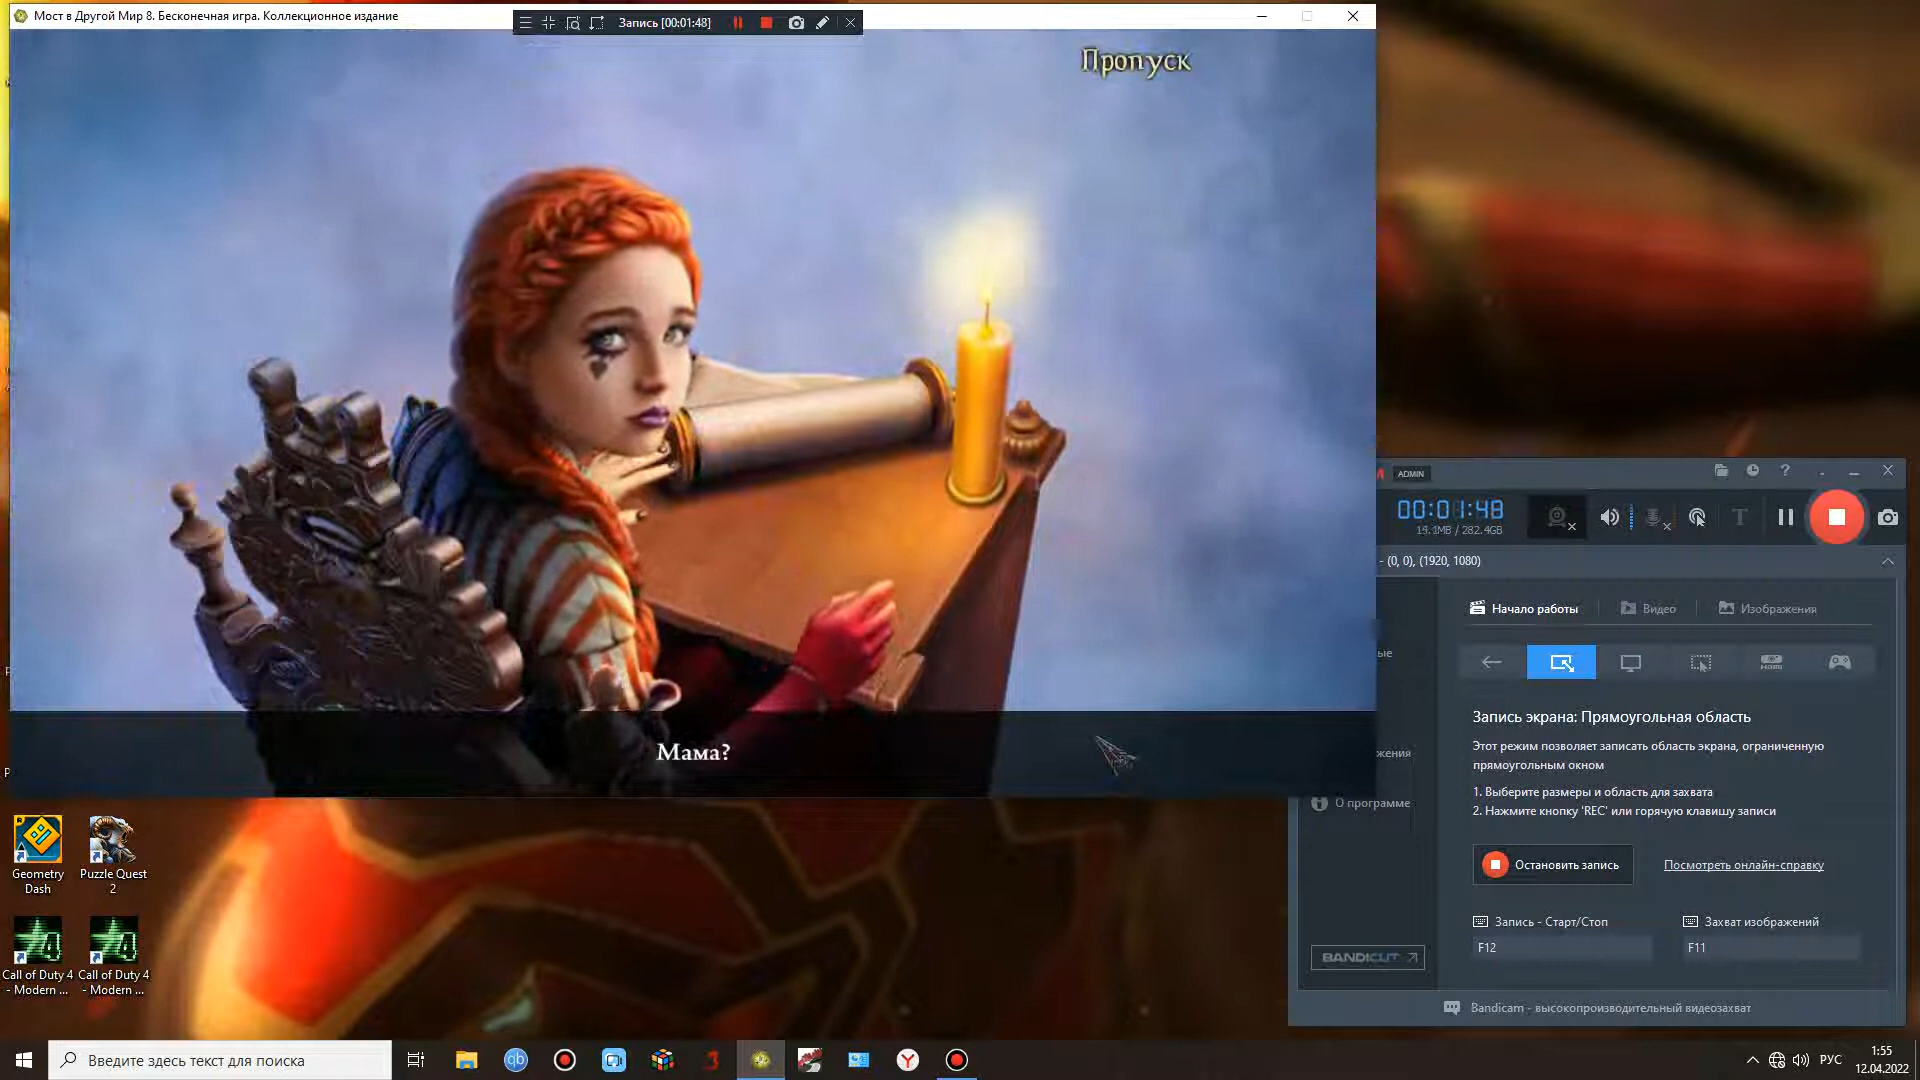 Мост в Другой Мир 8. Бесконечная игра. Коллекционное издание
Запись [00:01:48]
Пропуск
Мама?
ADMIN
00:01:48
19.1MB / 282.4GB
- (0, 0), (1920, 1080)
Начало работы
Видео
Изображения
ые
HDMI
Запись экрана: Прямоугольная область
Этот режим позволяет записать область экрана, ограниченную
прямоугольным окном
жения
1. Выберите размеры и область для захвата
О программе
2. Нажмите кнопку 'REC' или горячую клавишу записи
Остановить запись
Посмотреть онлайн-справку
Запись - Старт/Стоп
Захват изображений
F12
F11
BANDICUT
Bandicam - высокопроизводительный видеозахват
Geometry
Dash
Puzzle Quest
2
Call of Duty 4
- Modern ...
Call of Duty 4
- Modern ...
Введите здесь текст для поиска
qb
РУС
1:55
12.04.2022